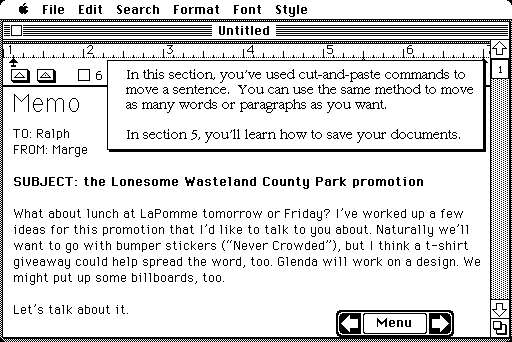 File Edit Search Format Font Style
Untitled
1 2 3 4 5
6
1
In this section, you've used cut-and-paste commands to
move a sentence. You can use the same method to move
as many words or paragraphs as you want.
In section 5, you'll learn how to save your documents.
Memo
TO: Ralph
FROM: Marge
SUBJECT: the Lonesome Wasteland County Park promotion
What about lunch at LaPomme tomorrow or Friday? I've worked up a few
ideas for this promotion that I'd like to talk to you about. Naturally we'll
want to go with bumper stickers (“Never Crowded”), but I think a t-shirt
giveaway could help spread the word, too. Glenda will work on a design. We
might put up some billboards, too.
Let's talk about it.
Menu